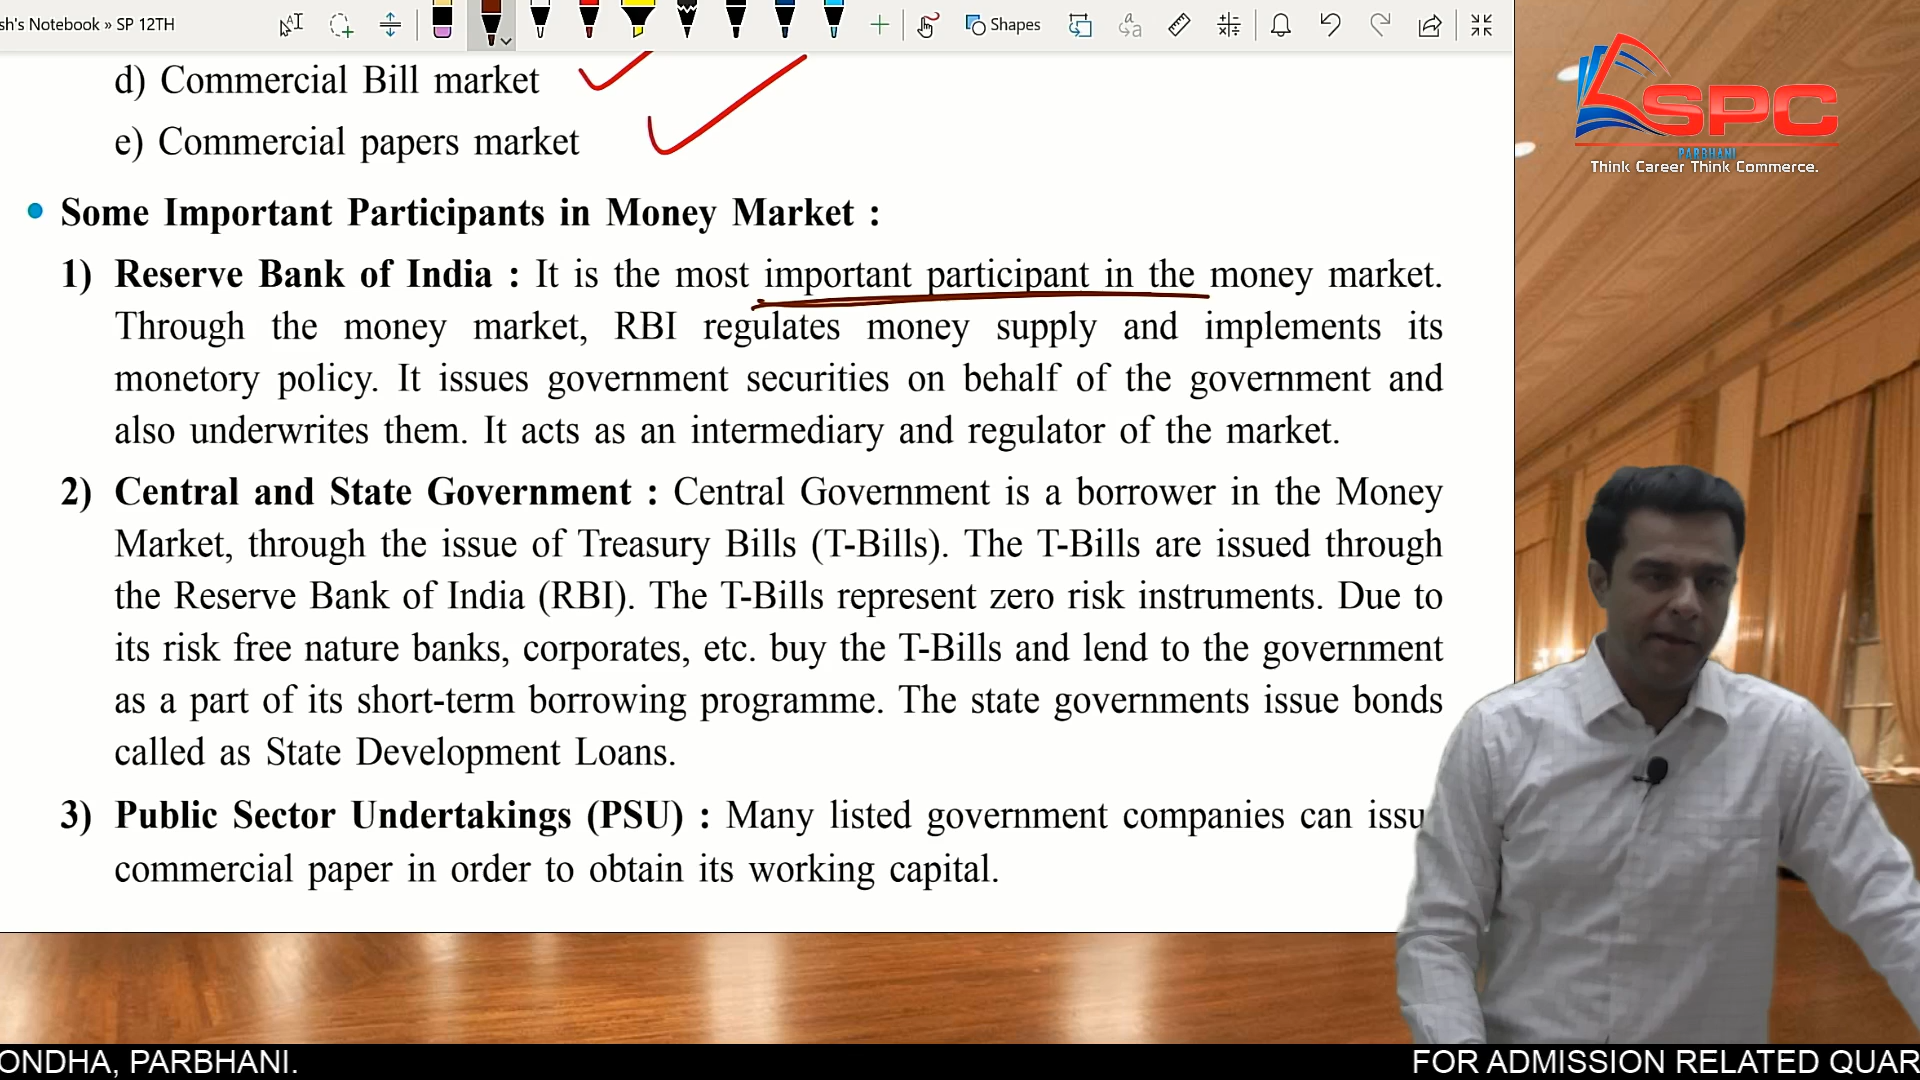 sh's Notebook » SP 12TH
Shapes
d) Commercial Bill market
e) Commercial papers market
SPC
PARBHANI
Think Career Think Commerce.
• Some Important Participants in Money Market :
1) Reserve Bank of India : It is the most important participant in the money market.
Through the money market, RBI regulates money supply and implements its
monetory policy. It issues government securities on behalf of the government and
also underwrites them. It acts as an intermediary and regulator of the market.
2) Central and State Government : Central Government is a borrower in the Money
Market, through the issue of Treasury Bills (T-Bills). The T-Bills are issued through
the Reserve Bank of India (RBI). The T-Bills represent zero risk instruments. Due to
its risk free nature banks, corporates, etc. buy the T-Bills and lend to the government
as a part of its short-term borrowing programme. The state governments issue bonds
called as State Development Loans.
3) Public Sector Undertakings (PSU) : Many listed government companies can issu
commercial paper in order to obtain its working capital.
ONDHA, PARBHANI.
FOR ADMISSION RELATED QUAR